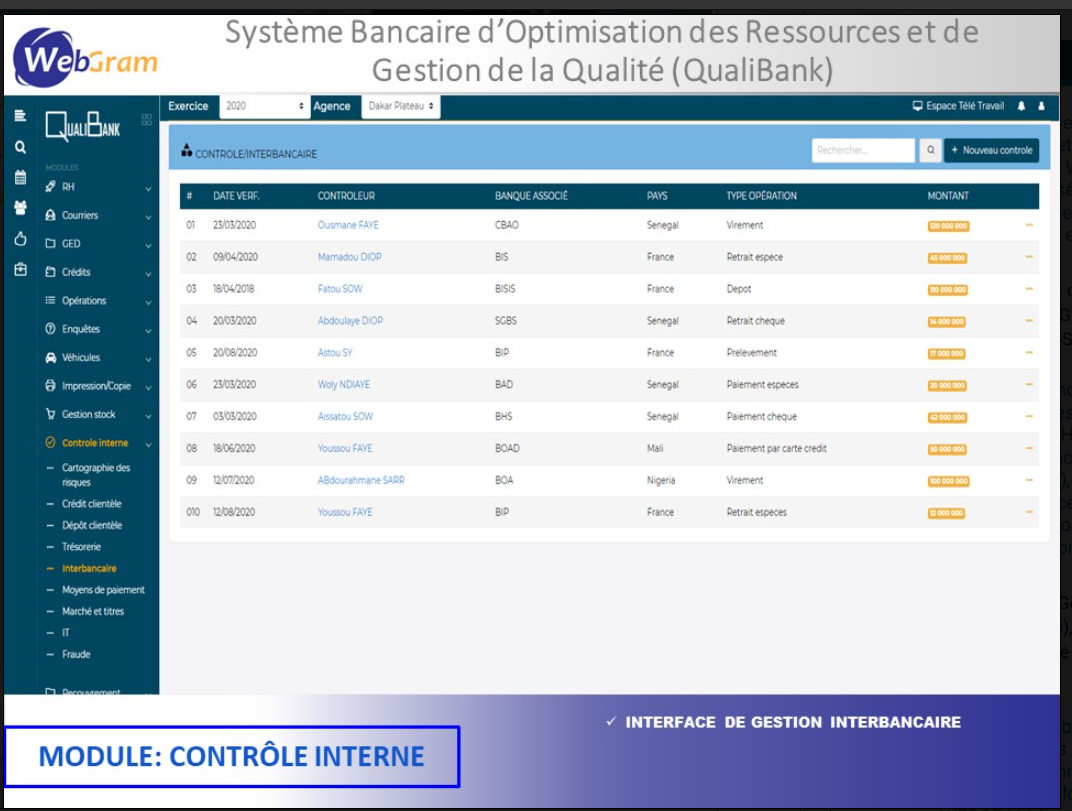 WebGram
Système Bancaire d'Optimisation des Ressources et de
Gestion de la Qualité (QualiBank)
Exercice 2020 Agence Dakar Plateau Espace Télé Travail
QUALIBANK
MODULES
RH
Courriers
GED
Crédits
Opérations
Enquêtes
Véhicules
Impression/Copie
Gestion stock
Controle interne
Cartographie des
risques
Crédit clientèle
Dépôt clientèle
Trésorerie
Interbancaire
Moyens de paiement
Marché et titres
IT
Fraude
Recouvrement
CONTROLE/INTERBANCAIRE Rechercher... + Nouveau controle
# DATE VERF. CONTROLEUR BANQUE ASSOCIÉ PAYS TYPE OPÉRATION MONTANT
01 23/03/2020 Ousmane FAYE CBAO Senegal Virement 120 000 000
02 09/04/2020 Mamadou DIOP BIS France Retrait espece 45 000 000
03 18/04/2018 Fatou SOW BISIS France Depot 110 000 000
04 20/03/2020 Abdoulaye DIOP SGBS Senegal Retrait cheque 14 000 000
05 20/08/2020 Astou SY BIP France Prelevement 17 000 000
06 23/03/2020 Woly NDIAYE BAD Senegal Paiement especes 20 000 000
07 03/03/2020 Aissatou SOW BHS Senegal Paiement cheque 42 000 000
08 18/06/2020 Youssou FAYE BOAD Mali Paiement par carte credit 50 000 000
09 12/07/2020 ABdourahmane SARR BOA Nigeria Virement 100 000 000
010 12/08/2020 Youssou FAYE BIP France Retrait especes 12 000 000
✓ INTERFACE DE GESTION INTERBANCAIRE
MODULE: CONTRÔLE INTERNE